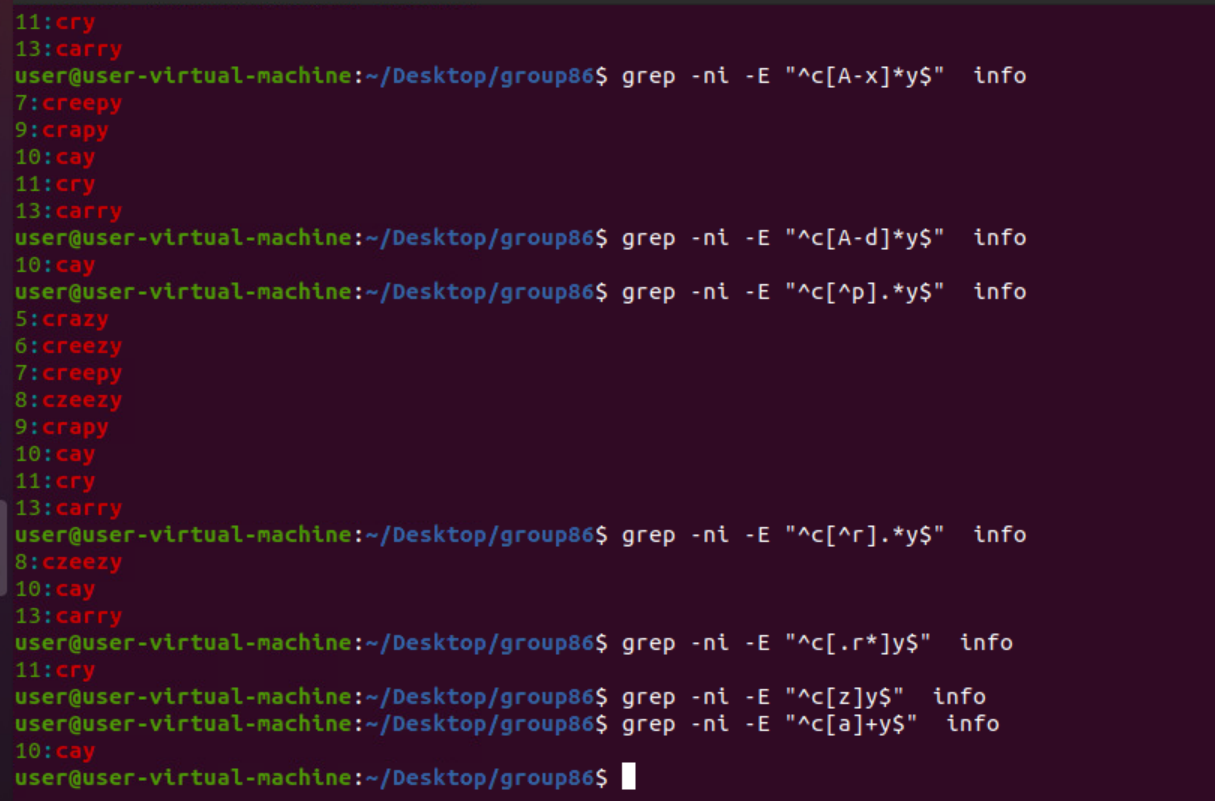 11:cry
13:carry
user@user-virtual-machine:~/Desktop/group86$ grep -ni -E "^c[A-x]*y$"  info
7:creepy
9:crapy
10:cay
11:cry
13:carry
user@user-virtual-machine:~/Desktop/group86$ grep -ni -E "^c[A-d]*y$"  info
10:cay
user@user-virtual-machine:~/Desktop/group86$ grep -ni -E "^c[^p].*y$"  info
5:crazy
6:creezy
7:creepy
8:czeezy
9:crapy
10:cay
11:cry
13:carry
user@user-virtual-machine:~/Desktop/group86$ grep -ni -E "^c[^r].*y$"  info
8:czeezy
10:cay
13:carry
user@user-virtual-machine:~/Desktop/group86$ grep -ni -E "^c[.r*]y$"  info
11:cry
user@user-virtual-machine:~/Desktop/group86$ grep -ni -E "^c[z]y$"  info
user@user-virtual-machine:~/Desktop/group86$ grep -ni -E "^c[a]+y$"  info
10:cay
user@user-virtual-machine:~/Desktop/group86$